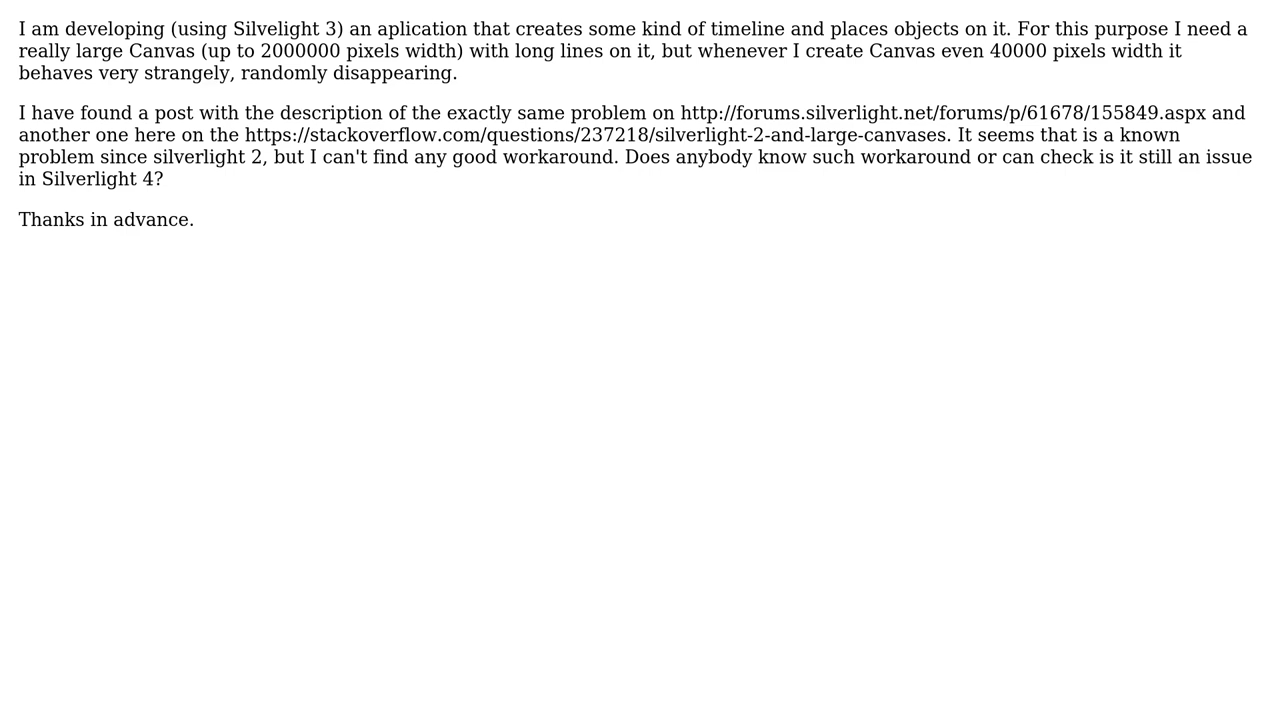 I am developing (using Silvelight 3) an aplication that creates some kind of timeline and places objects on it. For this purpose I need a
really large Canvas (up to 2000000 pixels width) with long lines on it, but whenever I create Canvas even 40000 pixels width it
behaves very strangely, randomly disappearing.
I have found a post with the description of the exactly same problem on http://forums.silverlight.net/forums/p/61678/155849.aspx and
another one here on the https://stackoverflow.com/questions/237218/silverlight-2-and-large-canvases. It seems that is a known
problem since silverlight 2, but I can't find any good workaround. Does anybody know such workaround or can check is it still an issue
in Silverlight 4?
Thanks in advance.